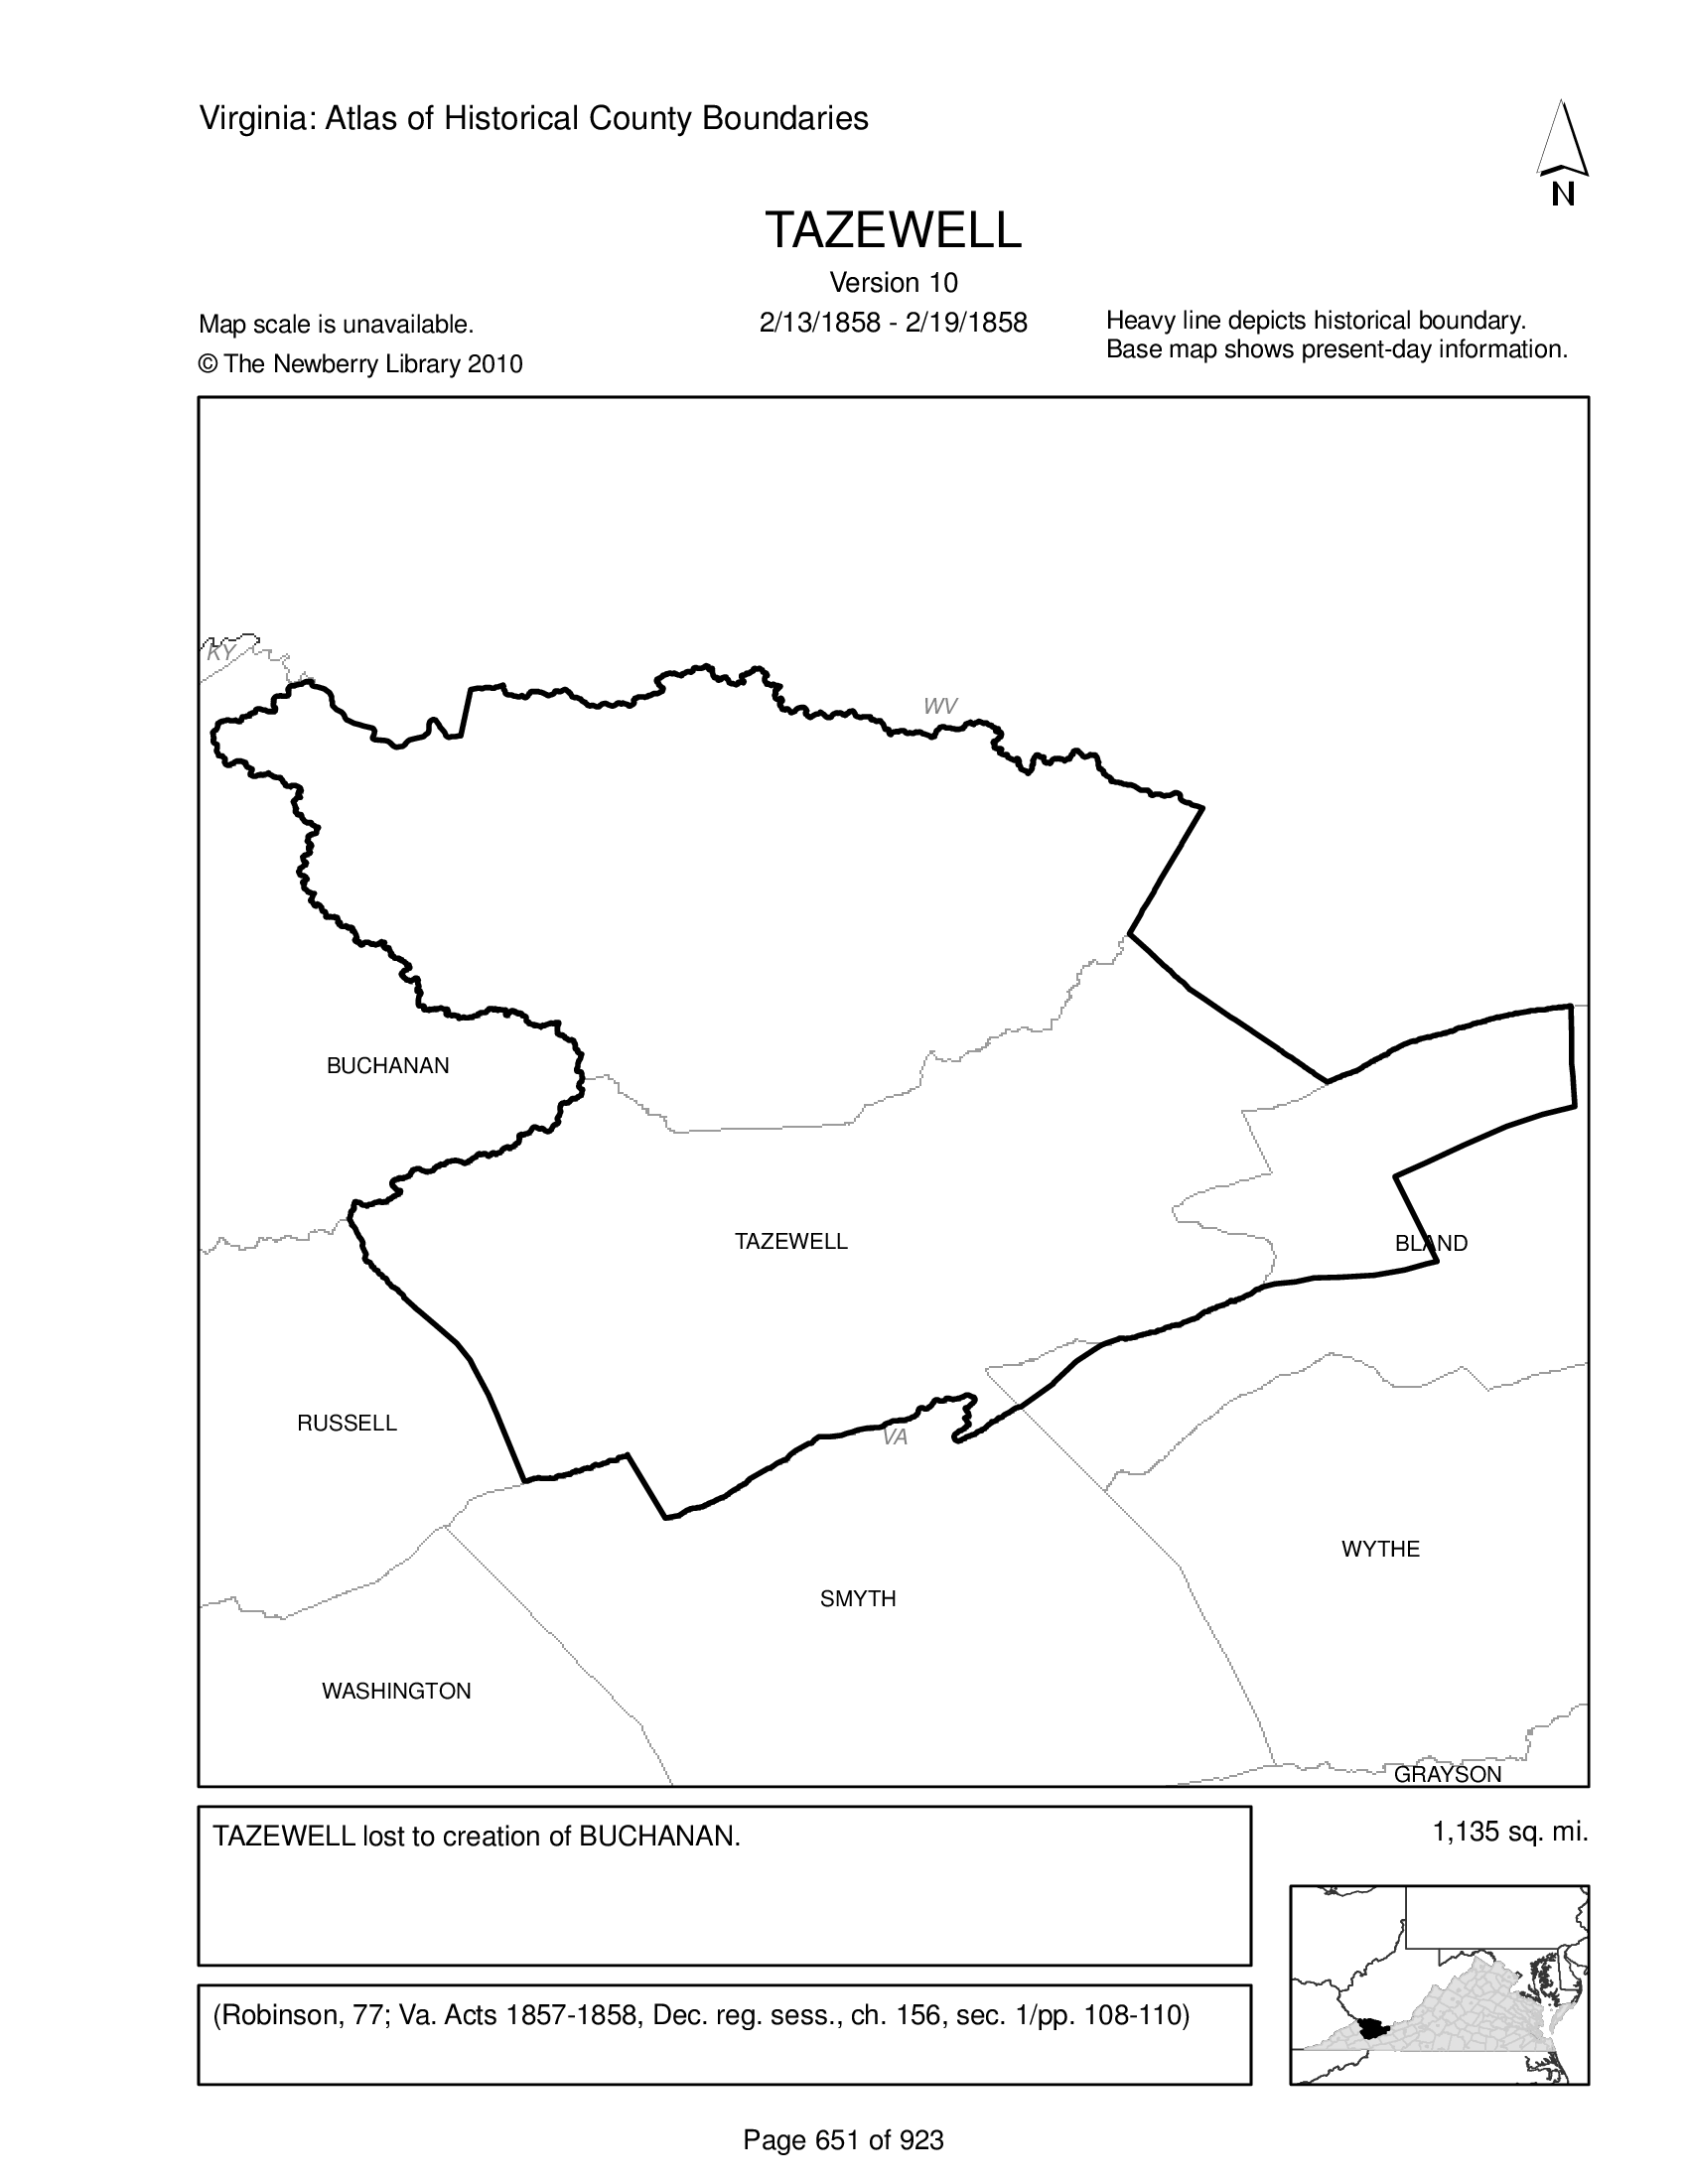 Virginia: Atlas of Historical County Boundaries
N
TAZEWELL
Version 10
2/13/1858 - 2/19/1858
Map scale is unavailable.
© The Newberry Library 2010
Heavy line depicts historical boundary.
Base map shows present-day information.
KY
WV
BUCHANAN
TAZEWELL
BLAND
RUSSELL
VA
WYTHE
SMYTH
WASHINGTON
GRAYSON
TAZEWELL lost to creation of BUCHANAN.
1,135 sq. mi.
(Robinson, 77; Va. Acts 1857-1858, Dec. reg. sess., ch. 156, sec. 1/pp. 108-110)
Page 651 of 923